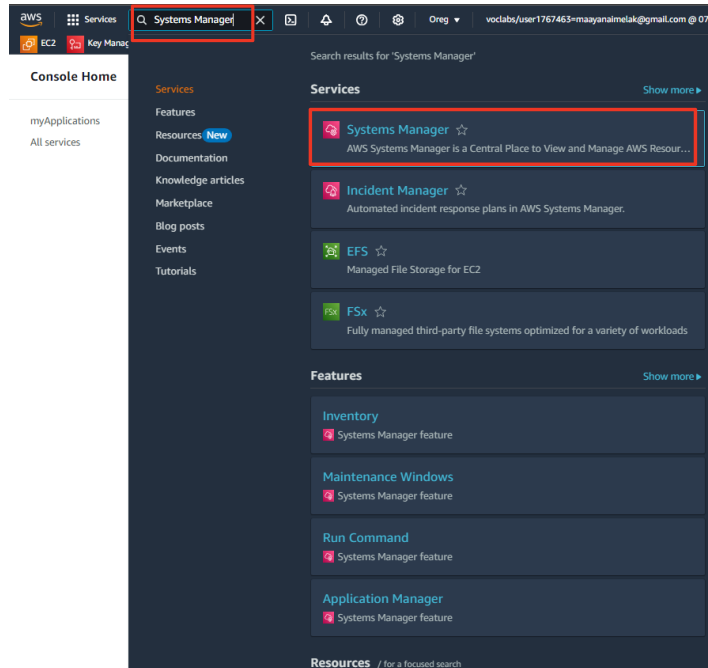 aws
Services
Systems Manager
Oreg
voclabs/user1767463=maayanaimelak@gmail.com @ 07
EC2
Key Manag
Console Home
myApplications
All services
Services
Features
Resources New
Documentation
Knowledge articles
Marketplace
Blog posts
Events
Tutorials
Search results for 'Systems Manager'
Services
Show more
Systems Manager
AWS Systems Manager is a Central Place to View and Manage AWS Resour...
Incident Manager
Automated incident response plans in AWS Systems Manager.
EFS
Managed File Storage for EC2
FSx
FSx
Fully managed third-party file systems optimized for a variety of workloads
Features
Show more
Inventory
Systems Manager feature
Maintenance Windows
Systems Manager feature
Run Command
Systems Manager feature
Application Manager
Systems Manager feature
Resources / for a focused search